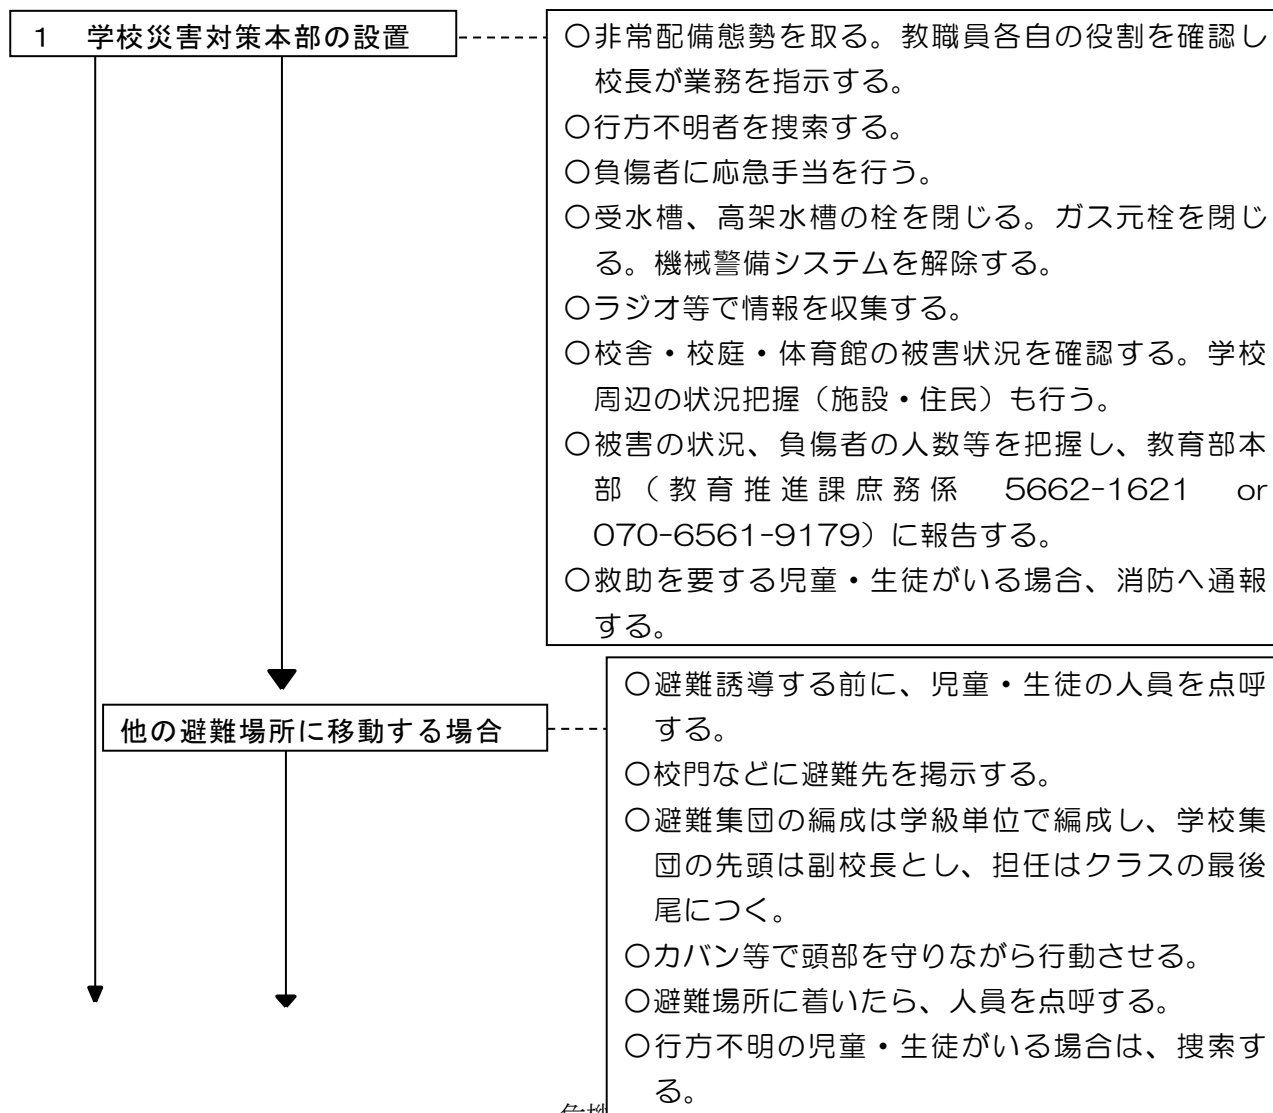 1 学校災害対策本部の設置
〇非常配備態勢を取る。教職員各自の役割を確認し
校長が業務を指示する。
〇行方不明者を捜索する。
〇負傷者に応急手当を行う。
〇受水槽、高架水槽の栓を閉じる。ガス元栓を閉じ
る。機械警備システムを解除する。
〇ラジオ等で情報を収集する。
〇校舎・校庭・体育館の被害状況を確認する。学校
周辺の状況把握（施設・住民）も行う。
〇被害の状況、負傷者の人数等を把握し、教育部本
部（教育推進課庶務係 5662-1621 or
070-6561-9179）に報告する。
〇救助を要する児童・生徒がいる場合、消防へ通報
する。
他の避難場所に移動する場合
〇避難誘導する前に、児童・生徒の人員を点呼
する。
〇校門などに避難先を掲示する。
〇避難集団の編成は学級単位で編成し、学校集
団の先頭は副校長とし、担任はクラスの最後
尾につく。
〇カバン等で頭部を守りながら行動させる。
〇避難場所に着いたら、人員を点呼する。
〇行方不明の児童・生徒がいる場合は、捜索す
る。
危機